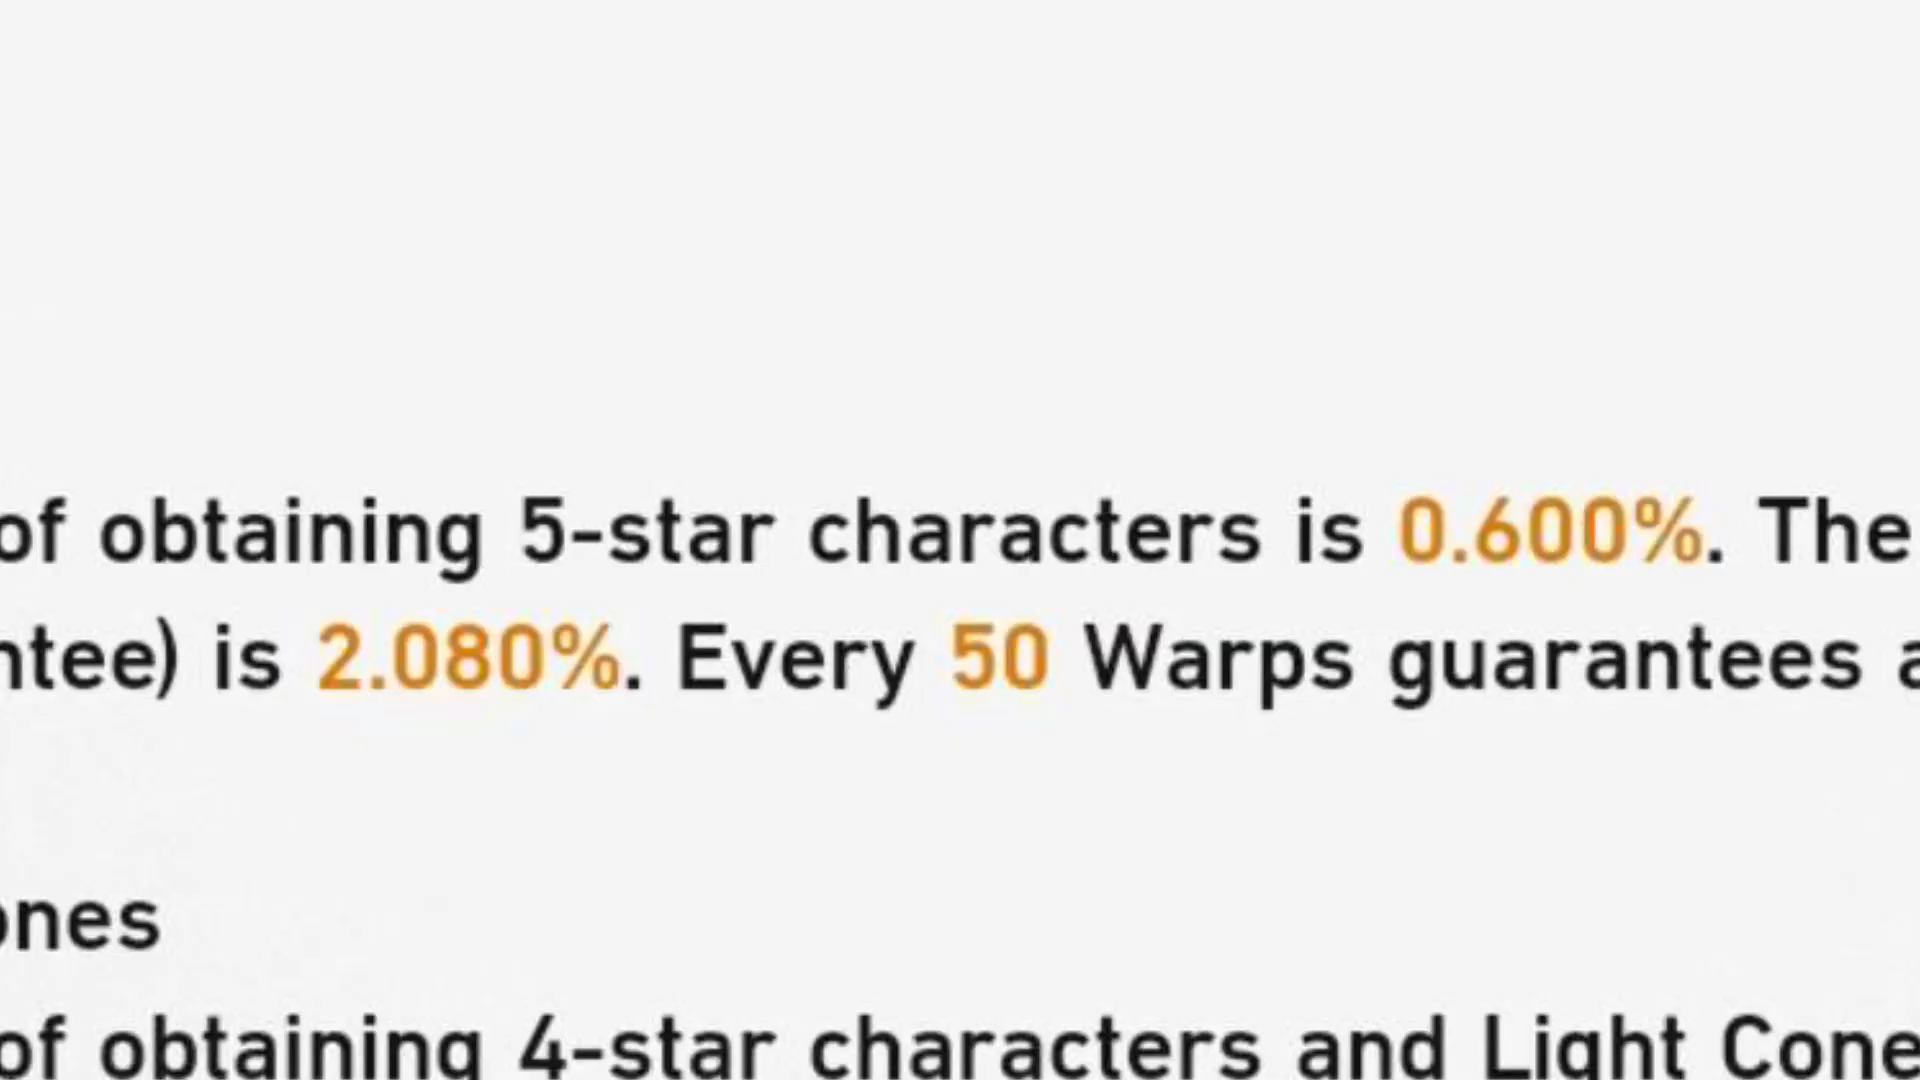 of obtaining 5-star characters is 0.600%. The
ntee) is 2.080%. Every 50 Warps guarantees a
ones
of obtaining 4-star characters and Light Cone